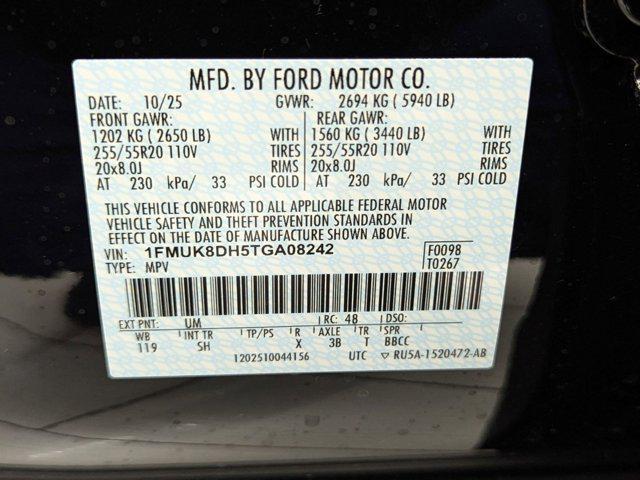 MFD. BY FORD MOTOR CO.
DATE: 10/25 GVWR: 2694 KG ( 5940 LB)
FRONT GAWR: REAR GAWR:
1202 KG ( 2650 LB) WITH 1560 KG ( 3440 LB) WITH
255/55R20 110V TIRES 255/55R20 110V TIRES
20x8.0J RIMS 20x8.0J RIMS
AT 230 kPa/ 33 PSI COLD AT 230 kPa/ 33 PSI COLD
THIS VEHICLE CONFORMS TO ALL APPLICABLE FEDERAL MOTOR
VEHICLE SAFETY AND THEFT PREVENTION STANDARDS IN
EFFECT ON THE DATE OF MANUFACTURE SHOWN ABOVE.
VIN: 1FMUK8DH5TGA08242 F0098
TYPE: MPV T0267
EXT PNT: UM RC: 48 DSO:
WB INT TR TP/PS R AXLE TR SPR
119 SH X 3B T BBCC
1202510044156 UTC ▽ RU5A-1520472-AB